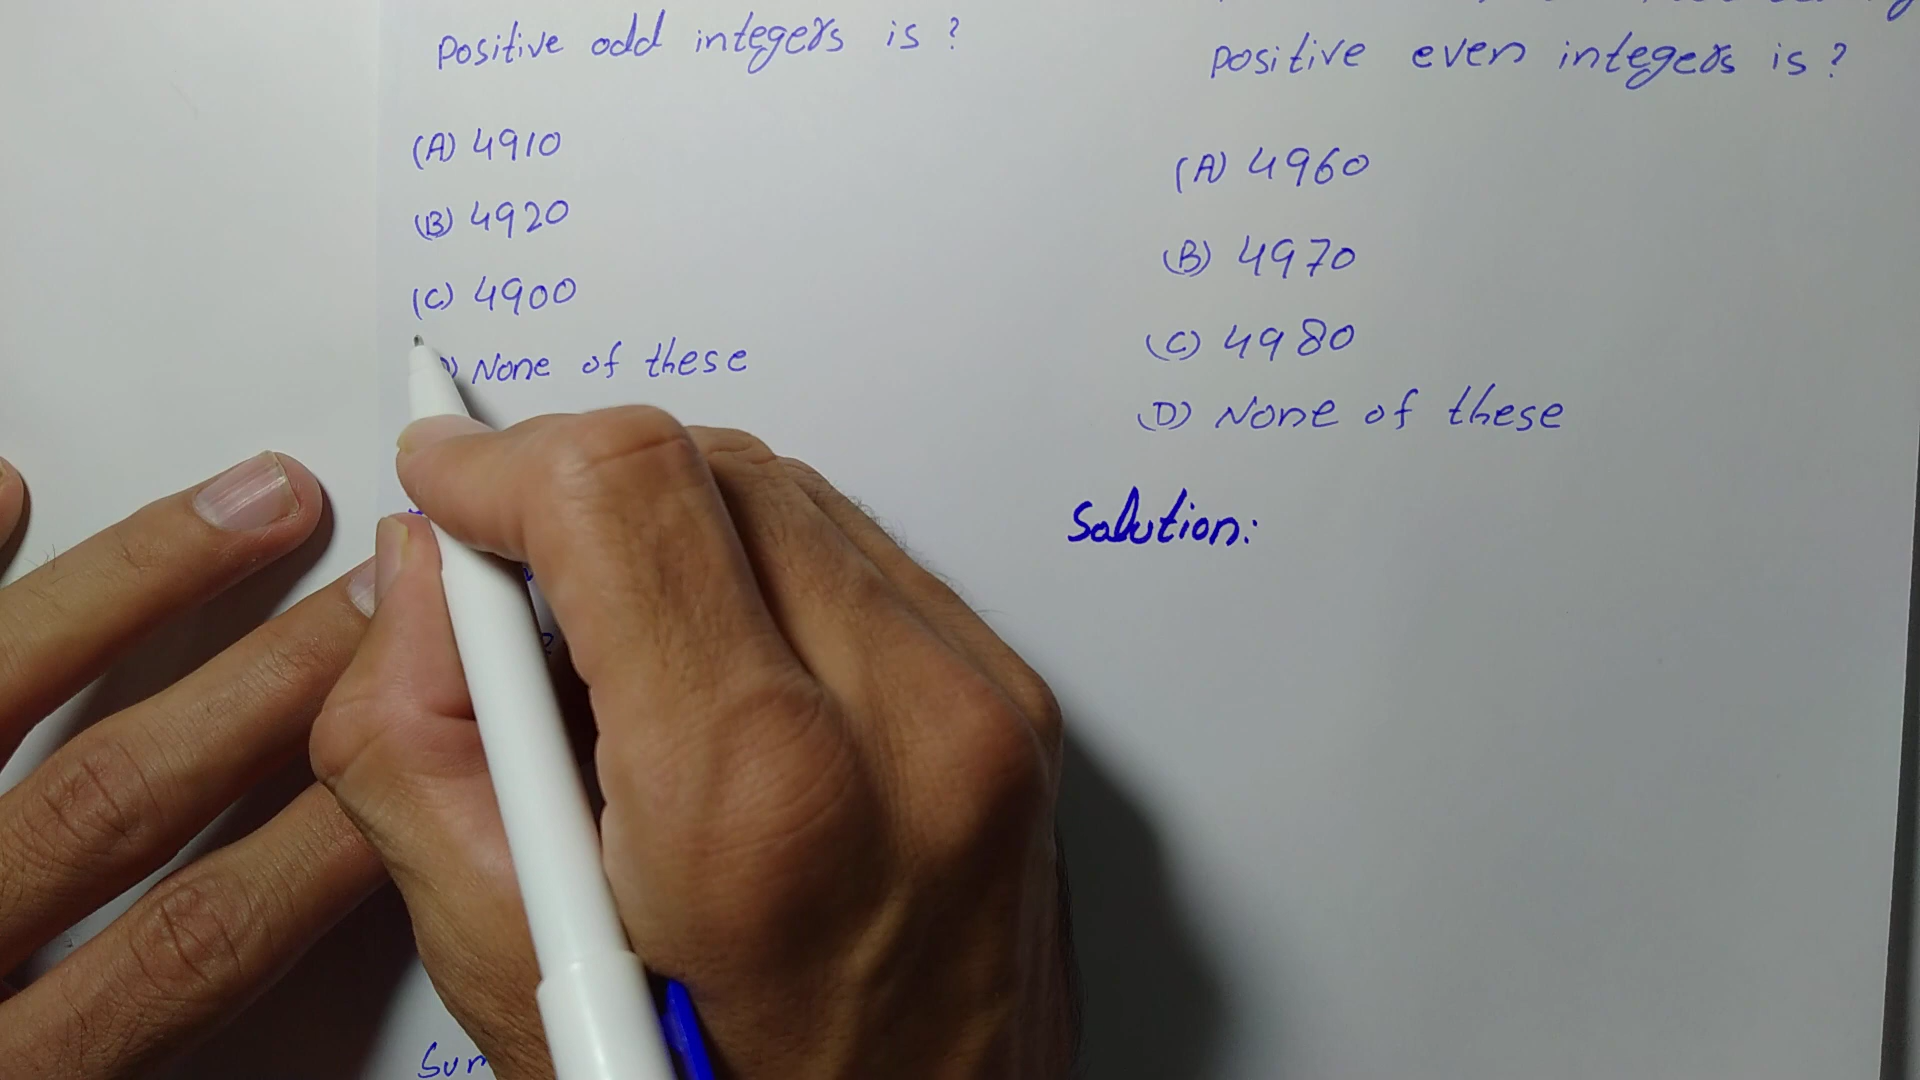 positive odd integers is ?
(A) 4910
(B) 4920
(C) 4900
None of these
positive even integers is ?
(A) 4960
(B) 4970
(C) 4980
(D) None of these
Solution: